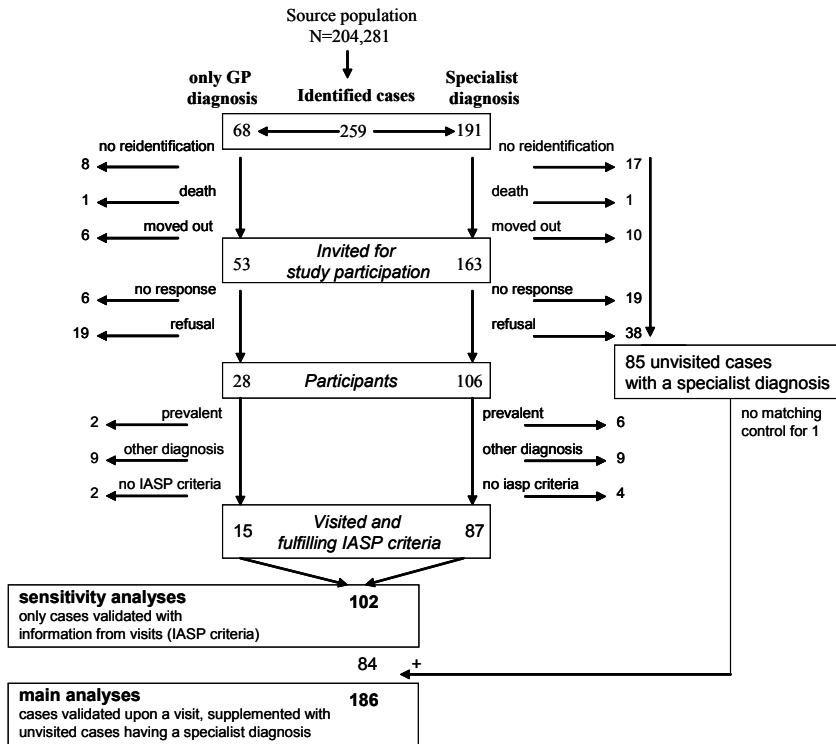 Source population
N=204,281
only GP
diagnosis
Identified cases
Specialist
diagnosis
68
259
191
no reidentification
8
no reidentification
17
death
1
death
1
moved out
6
moved out
10
53
Invited for
study participation
163
no response
6
no response
19
refusal
19
refusal
38
85 unvisited cases
with a specialist diagnosis
28
Participants
106
no matching
control for 1
prevalent
2
prevalent
6
other diagnosis
9
other diagnosis
9
no IASP criteria
2
no iasp criteria
4
15
Visited and
fulfilling IASP criteria
87
sensitivity analyses
102
only cases validated with
information from visits (IASP criteria)
84
+
main analyses
186
cases validated upon a visit, supplemented with
unvisited cases having a specialist diagnosis